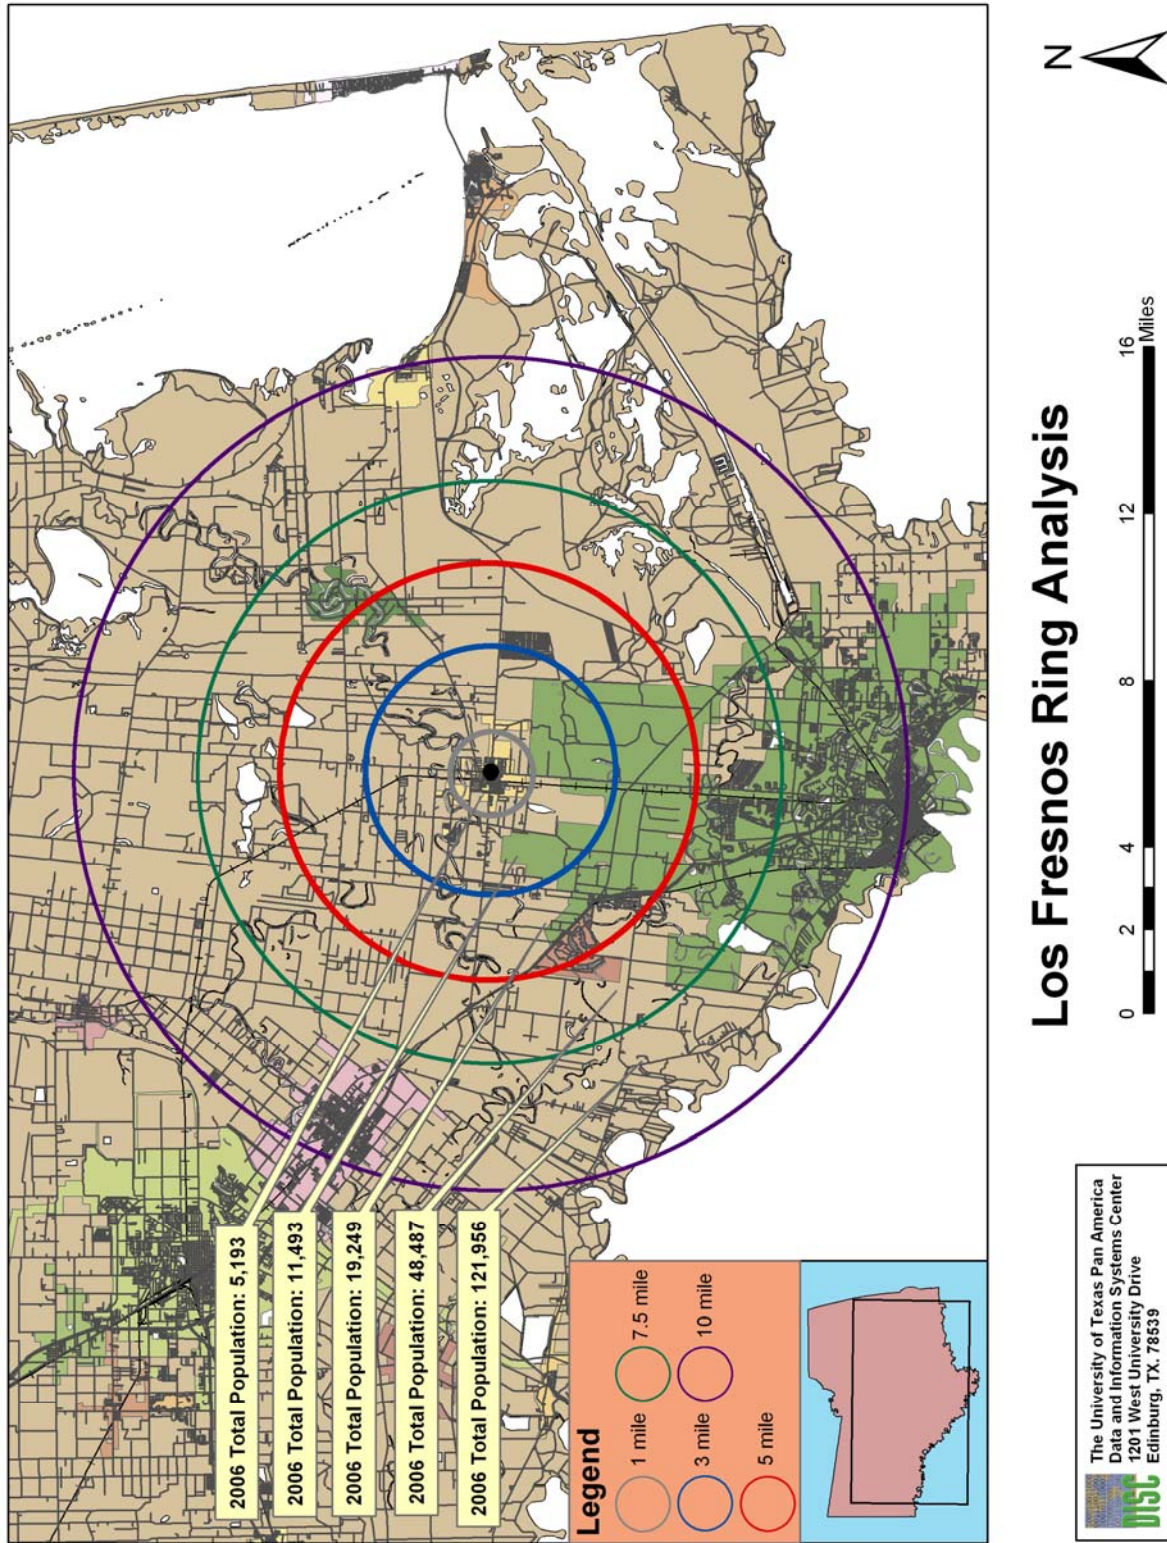 2006 Total Population: 5,193
2006 Total Population: 11,493
2006 Total Population: 19,249
2006 Total Population: 48,487
2006 Total Population: 121,956
Legend
1 mile
7.5 mile
3 mile
10 mile
5 mile
Los Fresnos Ring Analysis
N
0 2 4 8 12 16
Miles
DISC
The University of Texas Pan America
Data and Information Systems Center
1201 West University Drive
Edinburg, TX. 78539